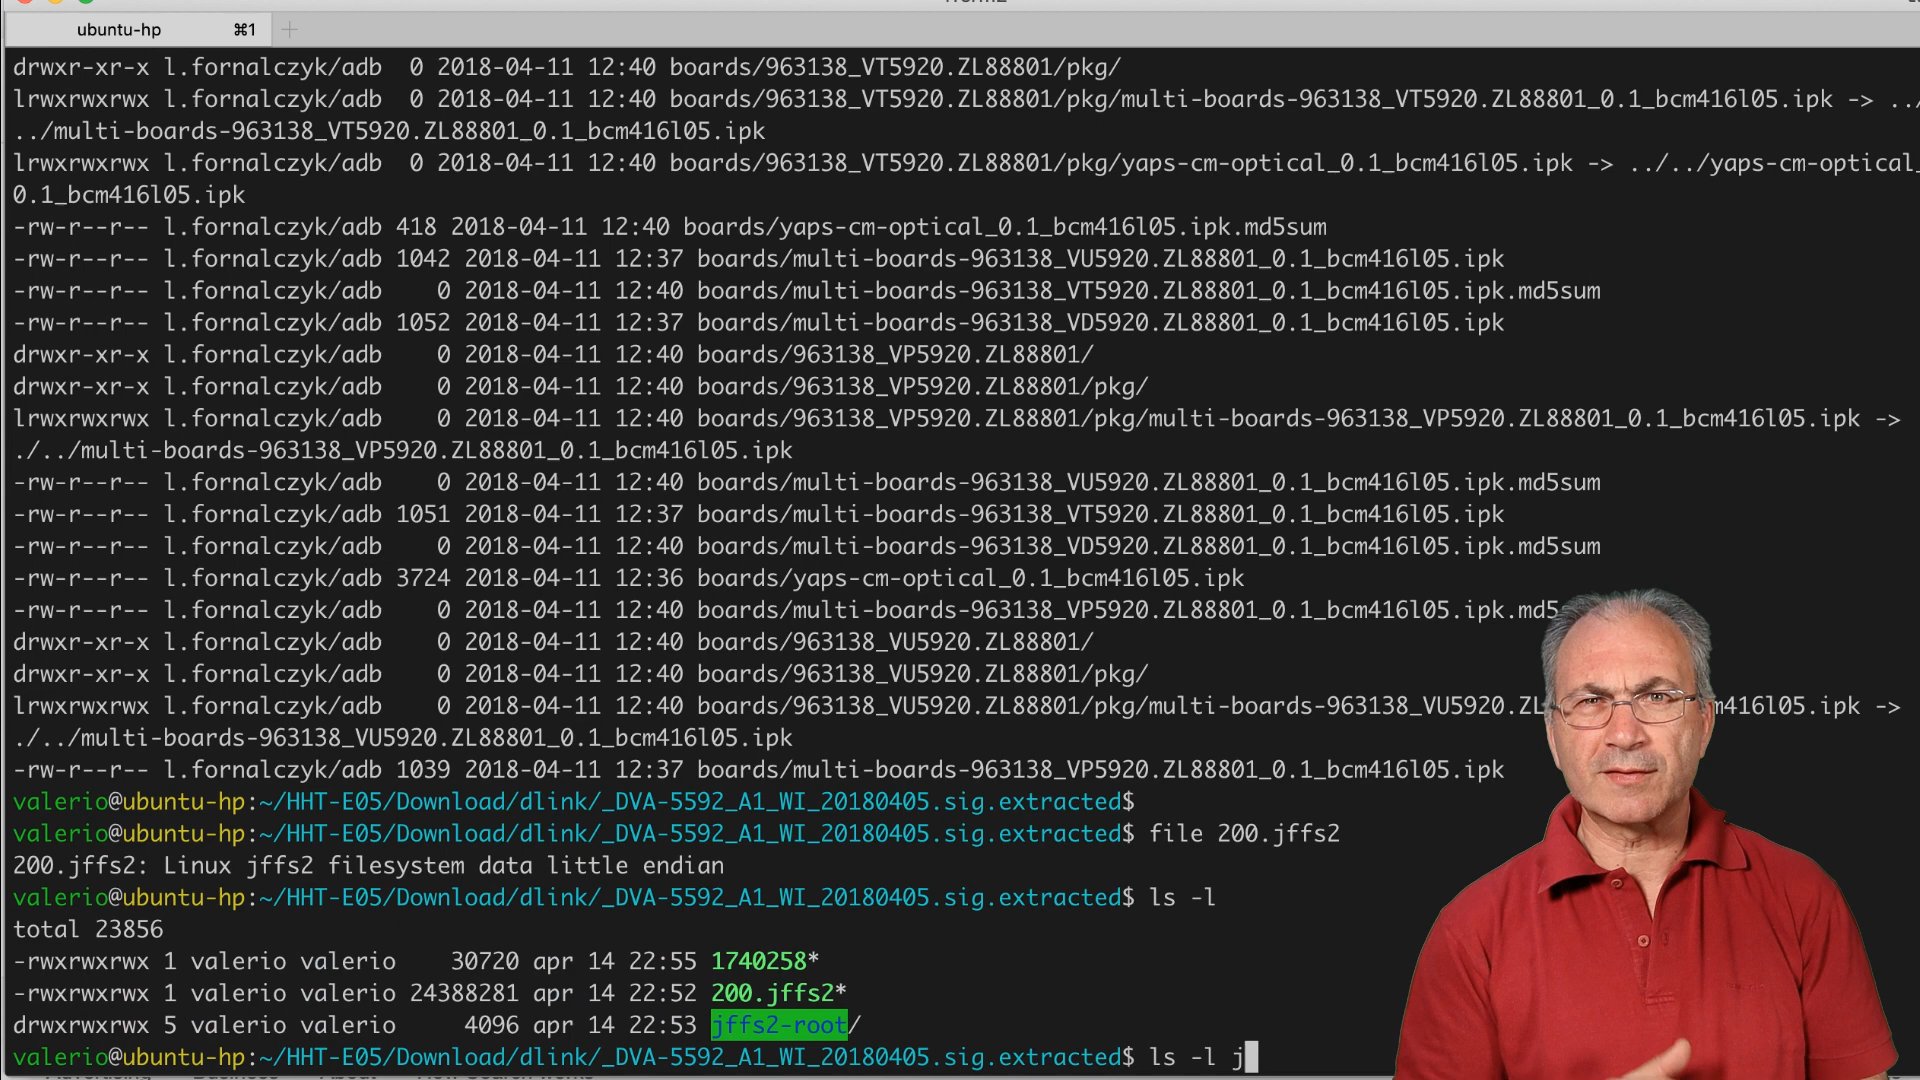 ubuntu-hp ⌘1
drwxr-xr-x l.fornalczyk/adb  0 2018-04-11 12:40 boards/963138_VT5920.ZL88801/pkg/
lrwxrwxrwx l.fornalczyk/adb  0 2018-04-11 12:40 boards/963138_VT5920.ZL88801/pkg/multi-boards-963138_VT5920.ZL88801_0.1_bcm416l05.ipk -> ../
../multi-boards-963138_VT5920.ZL88801_0.1_bcm416l05.ipk
lrwxrwxrwx l.fornalczyk/adb  0 2018-04-11 12:40 boards/963138_VT5920.ZL88801/pkg/yaps-cm-optical_0.1_bcm416l05.ipk -> ../../yaps-cm-optical_
0.1_bcm416l05.ipk
-rw-r--r-- l.fornalczyk/adb 418 2018-04-11 12:40 boards/yaps-cm-optical_0.1_bcm416l05.ipk.md5sum
-rw-r--r-- l.fornalczyk/adb 1042 2018-04-11 12:37 boards/multi-boards-963138_VU5920.ZL88801_0.1_bcm416l05.ipk
-rw-r--r-- l.fornalczyk/adb    0 2018-04-11 12:40 boards/multi-boards-963138_VT5920.ZL88801_0.1_bcm416l05.ipk.md5sum
-rw-r--r-- l.fornalczyk/adb 1052 2018-04-11 12:37 boards/multi-boards-963138_VD5920.ZL88801_0.1_bcm416l05.ipk
drwxr-xr-x l.fornalczyk/adb    0 2018-04-11 12:40 boards/963138_VP5920.ZL88801/
drwxr-xr-x l.fornalczyk/adb    0 2018-04-11 12:40 boards/963138_VP5920.ZL88801/pkg/
lrwxrwxrwx l.fornalczyk/adb    0 2018-04-11 12:40 boards/963138_VP5920.ZL88801/pkg/multi-boards-963138_VP5920.ZL88801_0.1_bcm416l05.ipk ->
./../multi-boards-963138_VP5920.ZL88801_0.1_bcm416l05.ipk
-rw-r--r-- l.fornalczyk/adb    0 2018-04-11 12:40 boards/multi-boards-963138_VU5920.ZL88801_0.1_bcm416l05.ipk.md5sum
-rw-r--r-- l.fornalczyk/adb 1051 2018-04-11 12:37 boards/multi-boards-963138_VT5920.ZL88801_0.1_bcm416l05.ipk
-rw-r--r-- l.fornalczyk/adb    0 2018-04-11 12:40 boards/multi-boards-963138_VD5920.ZL88801_0.1_bcm416l05.ipk.md5sum
-rw-r--r-- l.fornalczyk/adb 3724 2018-04-11 12:36 boards/yaps-cm-optical_0.1_bcm416l05.ipk
-rw-r--r-- l.fornalczyk/adb    0 2018-04-11 12:40 boards/multi-boards-963138_VP5920.ZL88801_0.1_bcm416l05.ipk.md5
drwxr-xr-x l.fornalczyk/adb    0 2018-04-11 12:40 boards/963138_VU5920.ZL88801/
drwxr-xr-x l.fornalczyk/adb    0 2018-04-11 12:40 boards/963138_VU5920.ZL88801/pkg/
lrwxrwxrwx l.fornalczyk/adb    0 2018-04-11 12:40 boards/963138_VU5920.ZL88801/pkg/multi-boards-963138_VU5920.ZL m416l05.ipk ->
./../multi-boards-963138_VU5920.ZL88801_0.1_bcm416l05.ipk
-rw-r--r-- l.fornalczyk/adb 1039 2018-04-11 12:37 boards/multi-boards-963138_VP5920.ZL88801_0.1_bcm416l05.ipk
valerio@ubuntu-hp:~/HHT-E05/Download/dlink/_DVA-5592_A1_WI_20180405.sig.extracted$
valerio@ubuntu-hp:~/HHT-E05/Download/dlink/_DVA-5592_A1_WI_20180405.sig.extracted$ file 200.jffs2
200.jffs2: Linux jffs2 filesystem data little endian
valerio@ubuntu-hp:~/HHT-E05/Download/dlink/_DVA-5592_A1_WI_20180405.sig.extracted$ ls -l
total 23856
-rwxrwxrwx 1 valerio valerio    30720 apr 14 22:55 1740258*
-rwxrwxrwx 1 valerio valerio 24388281 apr 14 22:52 200.jffs2*
drwxrwxrwx 5 valerio valerio     4096 apr 14 22:53 jffs2-root/
valerio@ubuntu-hp:~/HHT-E05/Download/dlink/_DVA-5592_A1_WI_20180405.sig.extracted$ ls -l j